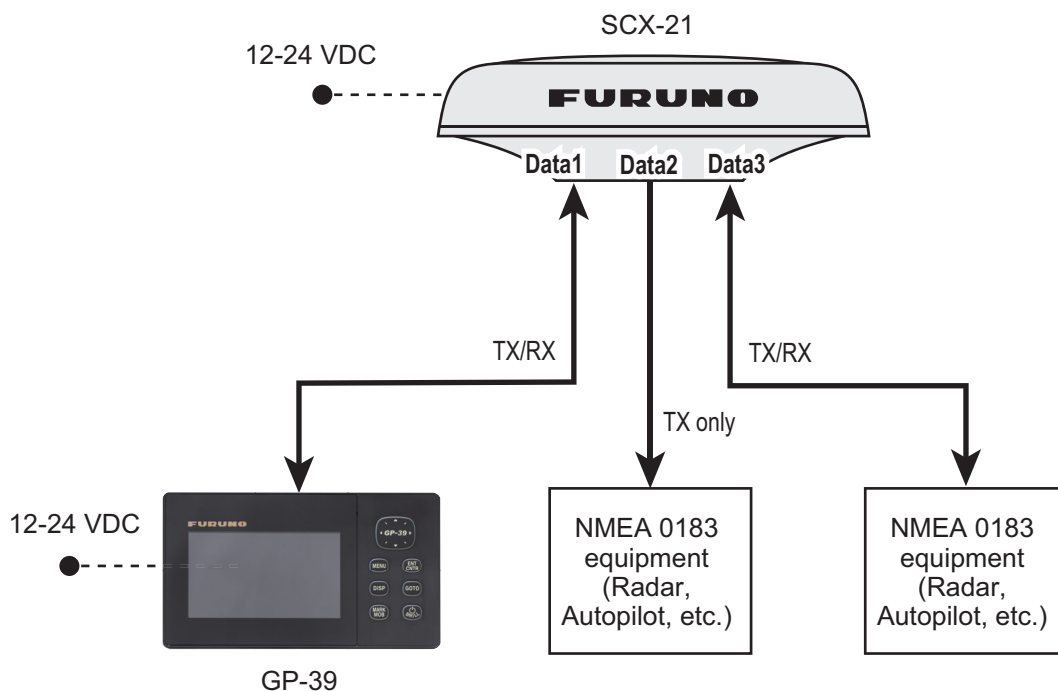 SCX-21
12-24 VDC
FURUNO
Data1 Data2 Data3
TX/RX
TX/RX
TX only
12-24 VDC
FURUNO
GP-39
MENU
ENT
CNTR
DISP
GOTO
MARK
MOB
NMEA 0183
equipment
(Radar,
Autopilot, etc.)
NMEA 0183
equipment
(Radar,
Autopilot, etc.)
GP-39